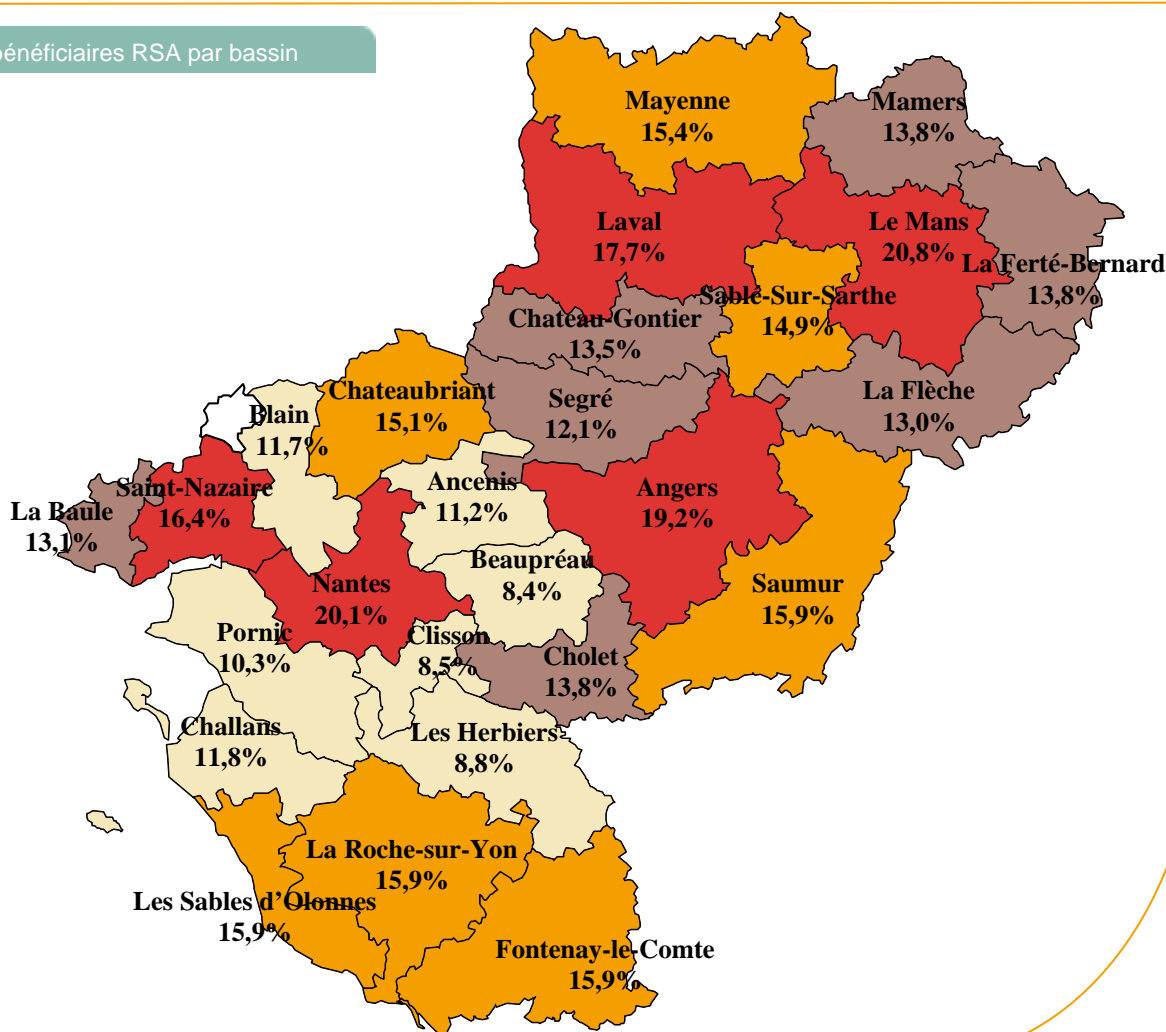 bénéficiaires RSA par bassin
Mayenne
15,4%
Mamers
13,8%
Laval
17,7%
Le Mans
20,8%
La Ferté-Bernard
13,8%
Sablé-Sur-Sarthe
14,9%
Chateau-Gontier
13,5%
Chateaubriant
15,1%
Segré
12,1%
La Flèche
13,0%
Blain
11,7%
Saint-Nazaire
16,4%
Ancenis
11,2%
Angers
19,2%
La Baule
13,1%
Beaupréau
8,4%
Nantes
20,1%
Saumur
15,9%
Pornic
10,3%
Clisson
8,5%
Cholet
13,8%
Challans
11,8%
Les Herbiers
8,8%
La Roche-sur-Yon
15,9%
Les Sables d'Olonnes
15,9%
Fontenay-le-Comte
15,9%